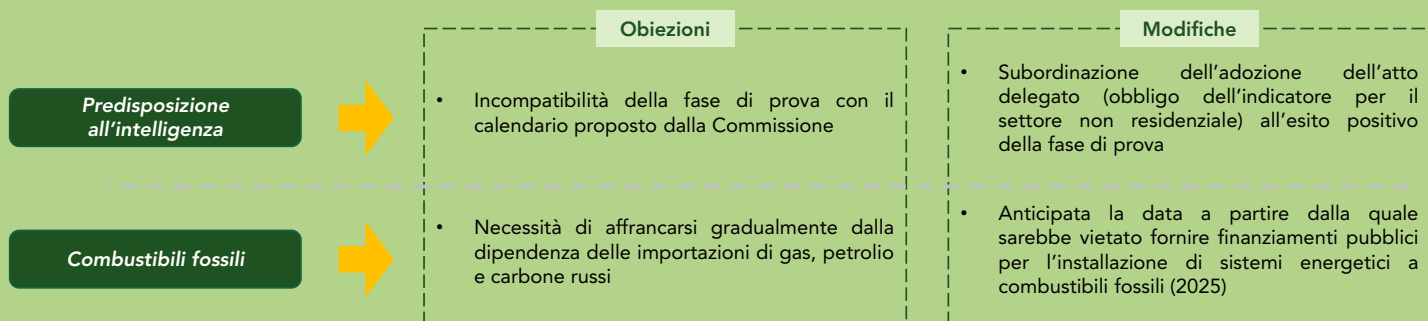 Obiezioni
Modifiche
Predisposizione
all'intelligenza
• Incompatibilità della fase di prova con il
calendario proposto dalla Commissione
• Subordinazione dell'adozione dell'atto
delegato (obbligo dell'indicatore per il
settore non residenziale) all'esito positivo
della fase di prova
Combustibili fossili
• Necessità di affrancarsi gradualmente dalla
dipendenza delle importazioni di gas, petrolio
e carbone russi
• Anticipata la data a partire dalla quale
sarebbe vietato fornire finanziamenti pubblici
per l'installazione di sistemi energetici a
combustibili fossili (2025)